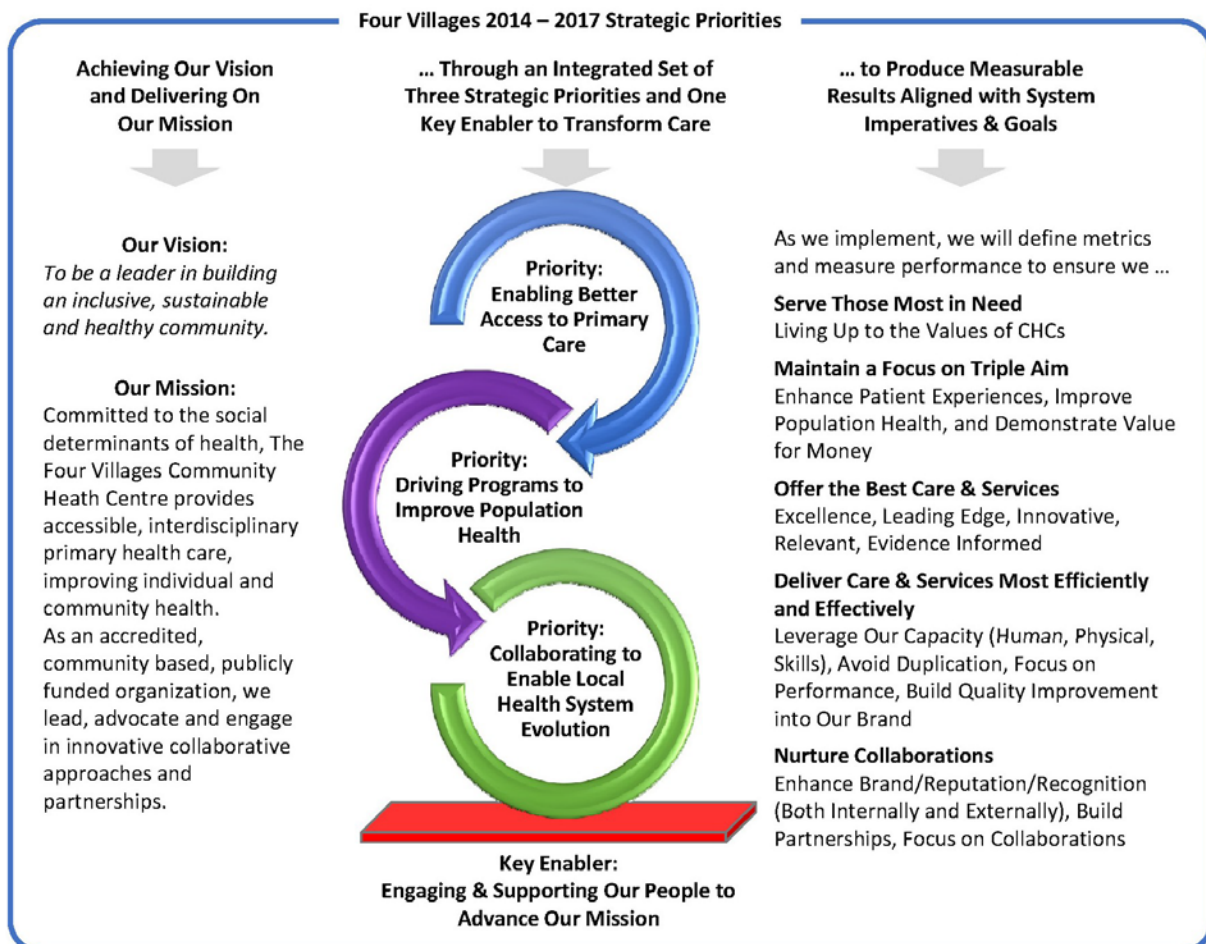 Four Villages 2014 – 2017 Strategic Priorities
Achieving Our Vision
and Delivering On
Our Mission
Our Vision:
To be a leader in building
an inclusive, sustainable
and healthy community.
Our Mission:
Committed to the social
determinants of health, The
Four Villages Community
Heath Centre provides
accessible, interdisciplinary
primary health care,
improving individual and
community health.
As an accredited,
community based, publicly
funded organization, we
lead, advocate and engage
in innovative collaborative
approaches and
partnerships.
... Through an Integrated Set of
Three Strategic Priorities and One
Key Enabler to Transform Care
Priority:
Enabling Better
Access to Primary
Care
Priority:
Driving Programs to
Improve Population
Health
Priority:
Collaborating to
Enable Local
Health System
Evolution
Key Enabler:
Engaging & Supporting Our People to
Advance Our Mission
... to Produce Measurable
Results Aligned with System
Imperatives & Goals
As we implement, we will define metrics
and measure performance to ensure we ...
Serve Those Most in Need
Living Up to the Values of CHCs
Maintain a Focus on Triple Aim
Enhance Patient Experiences, Improve
Population Health, and Demonstrate Value
for Money
Offer the Best Care & Services
Excellence, Leading Edge, Innovative,
Relevant, Evidence Informed
Deliver Care & Services Most Efficiently
and Effectively
Leverage Our Capacity (Human, Physical,
Skills), Avoid Duplication, Focus on
Performance, Build Quality Improvement
into Our Brand
Nurture Collaborations
Enhance Brand/Reputation/Recognition
(Both Internally and Externally), Build
Partnerships, Focus on Collaborations